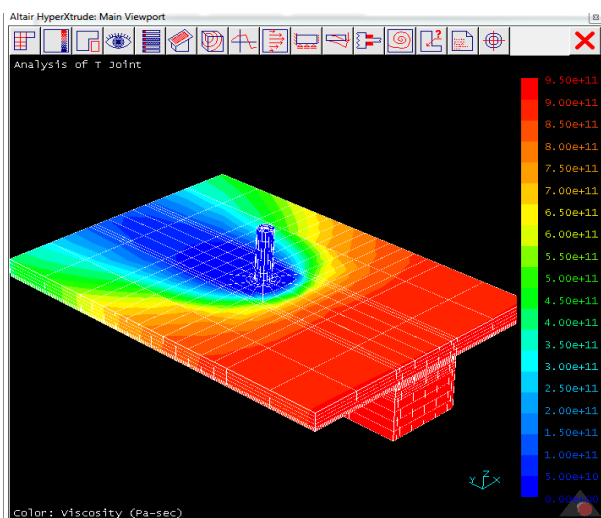 Altair HyperXtrude: Main Viewport
Analysis of T Joint
9.50e+11
9.00e+11
8.50e+11
8.00e+11
7.50e+11
7.00e+11
6.50e+11
6.00e+11
5.50e+11
5.00e+11
4.50e+11
4.00e+11
3.50e+11
3.00e+11
2.50e+11
2.00e+11
1.50e+11
1.00e+11
5.00e+10
Z
Y X
Color: Viscosity (Pa-sec)